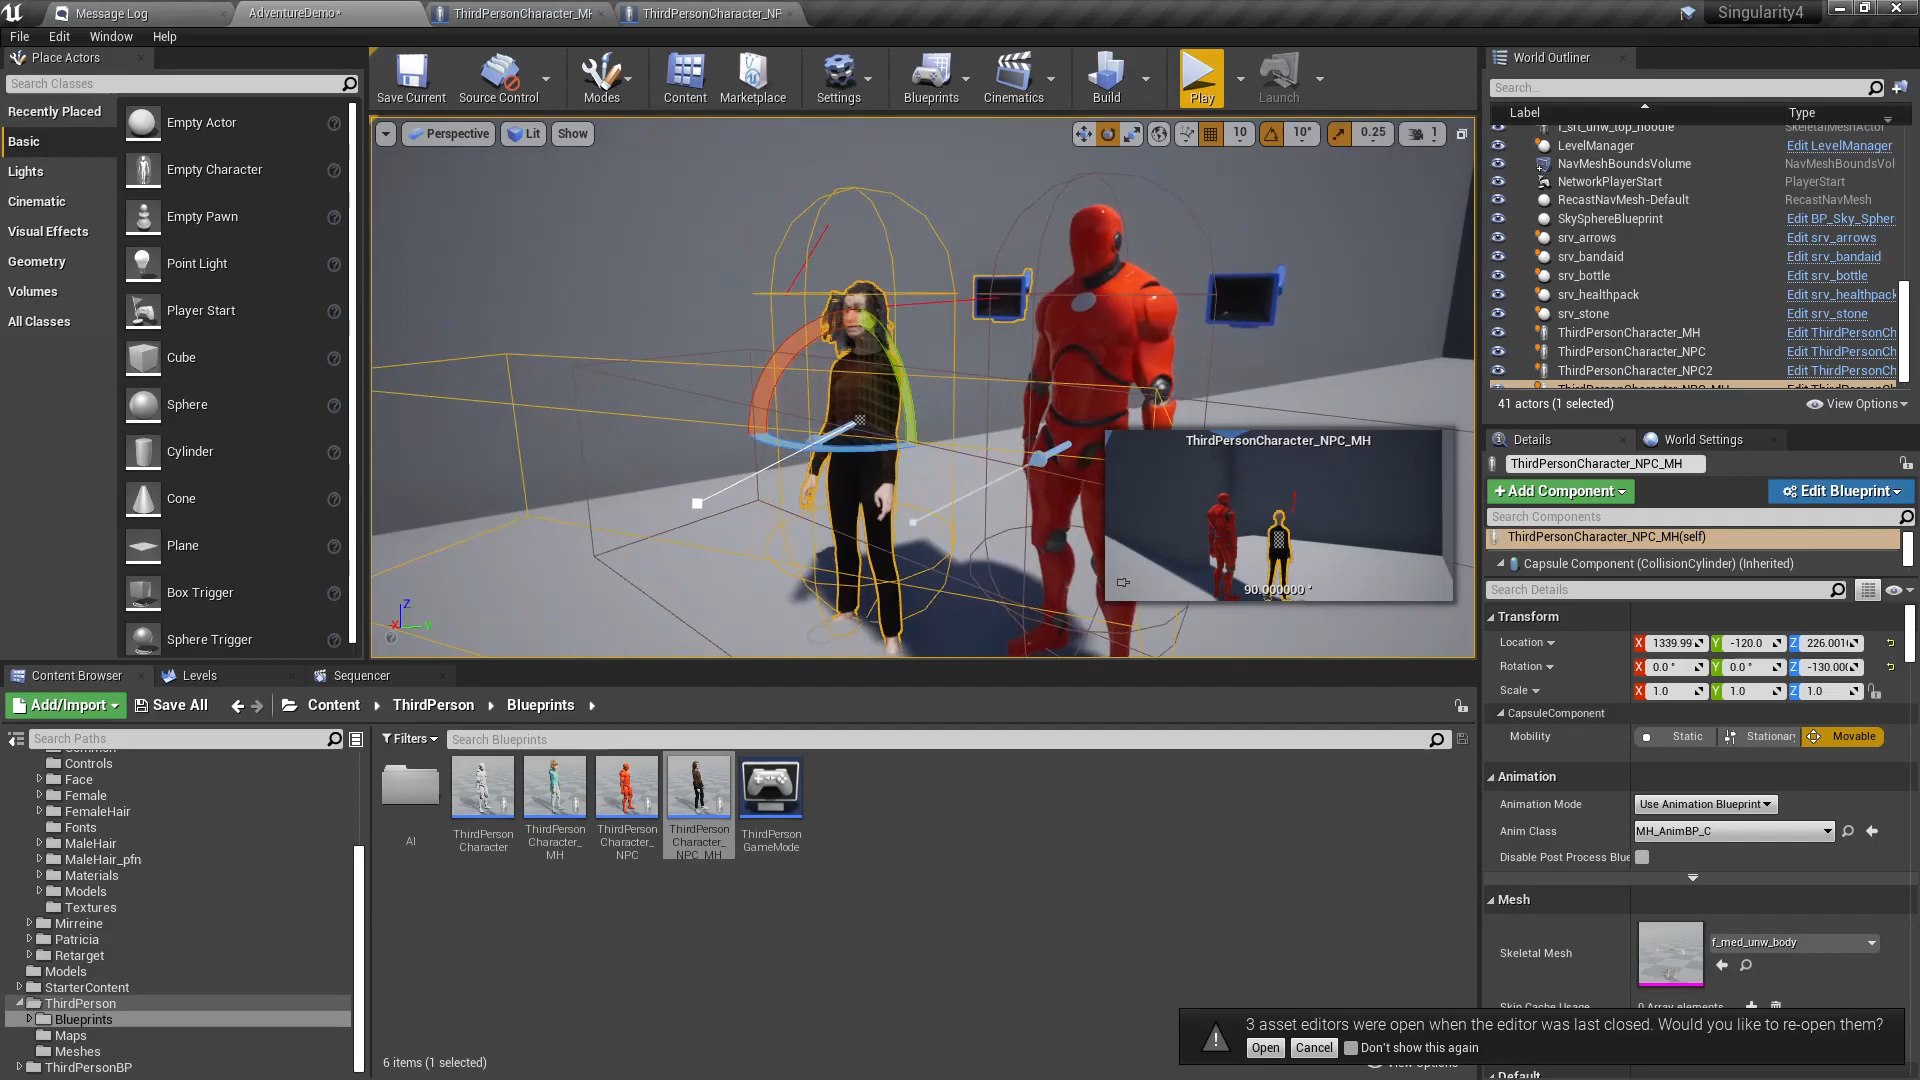 Message Log
AdventureDemo*
ThirdPersonCharacter_MH
ThirdPersonCharacter_NP
Singularity4
File
Edit
Window
Help
Place Actors
Search Classes
Recently Placed
Basic
Lights
Cinematic
Visual Effects
Geometry
Volumes
All Classes
Empty Actor
Empty Character
Empty Pawn
Point Light
Player Start
Cube
Sphere
Cylinder
Cone
Plane
Box Trigger
Sphere Trigger
Save Current
Source Control
Modes
Content
Marketplace
Settings
Blueprints
Cinematics
Build
Play
Launch
Perspective
Lit
Show
10
10°
0.25
1
ThirdPersonCharacter_NPC_MH
90.000000 °
Z
X
Y
World Outliner
Search...
Label
Type
f_srt_unw_top_hoodie
SkeletalMeshActor
LevelManager
Edit LevelManager
NavMeshBoundsVolume
NavMeshBoundsVol
NetworkPlayerStart
PlayerStart
RecastNavMesh-Default
RecastNavMesh
SkySphereBlueprint
Edit BP_Sky_Spher
srv_arrows
Edit srv_arrows
srv_bandaid
Edit srv_bandaid
srv_bottle
Edit srv_bottle
srv_healthpack
Edit srv_healthpack
srv_stone
Edit srv_stone
ThirdPersonCharacter_MH
Edit ThirdPersonCh
ThirdPersonCharacter_NPC
Edit ThirdPersonCh
ThirdPersonCharacter_NPC2
Edit ThirdPersonCh
ThirdPersonCharacter_NPC_MH
Edit ThirdPersonCh
41 actors (1 selected)
View Options
Details
World Settings
ThirdPersonCharacter_NPC_MH
+Add Component
Edit Blueprint
Search Components
ThirdPersonCharacter_NPC_MH(self)
Capsule Component (CollisionCylinder) (Inherited)
Search Details
Transform
Location
X 1339.99
Y -120.0
Z 226.001
Rotation
X 0.0 °
Y 0.0 °
Z -130.00
Scale
X 1.0
Y 1.0
Z 1.0
CapsuleComponent
Mobility
Static
Stationar
Movable
Animation
Animation Mode
Use Animation Blueprint
Anim Class
MH_AnimBP_C
Disable Post Process Blue
Mesh
Skeletal Mesh
f_med_unw_body
Skin Cache Usage
0 Array elements
Default
Content Browser
Levels
Sequencer
Add/Import
Save All
Content
ThirdPerson
Blueprints
Search Paths
Filters
Search Blueprints
Common
Controls
Face
Female
FemaleHair
Fonts
MaleHair
MaleHair_pfn
Materials
Models
Textures
Mirreine
Patricia
Retarget
Models
StarterContent
ThirdPerson
Blueprints
Maps
Meshes
ThirdPersonBP
AI
ThirdPerson
Character
ThirdPerson
Character_
MH
ThirdPerson
Character_
NPC
ThirdPerson
Character_
NPC_MH
ThirdPerson
GameMode
6 items (1 selected)
View Options
3 asset editors were open when the editor was last closed. Would you like to re-open them?
Open
Cancel
Don't show this again